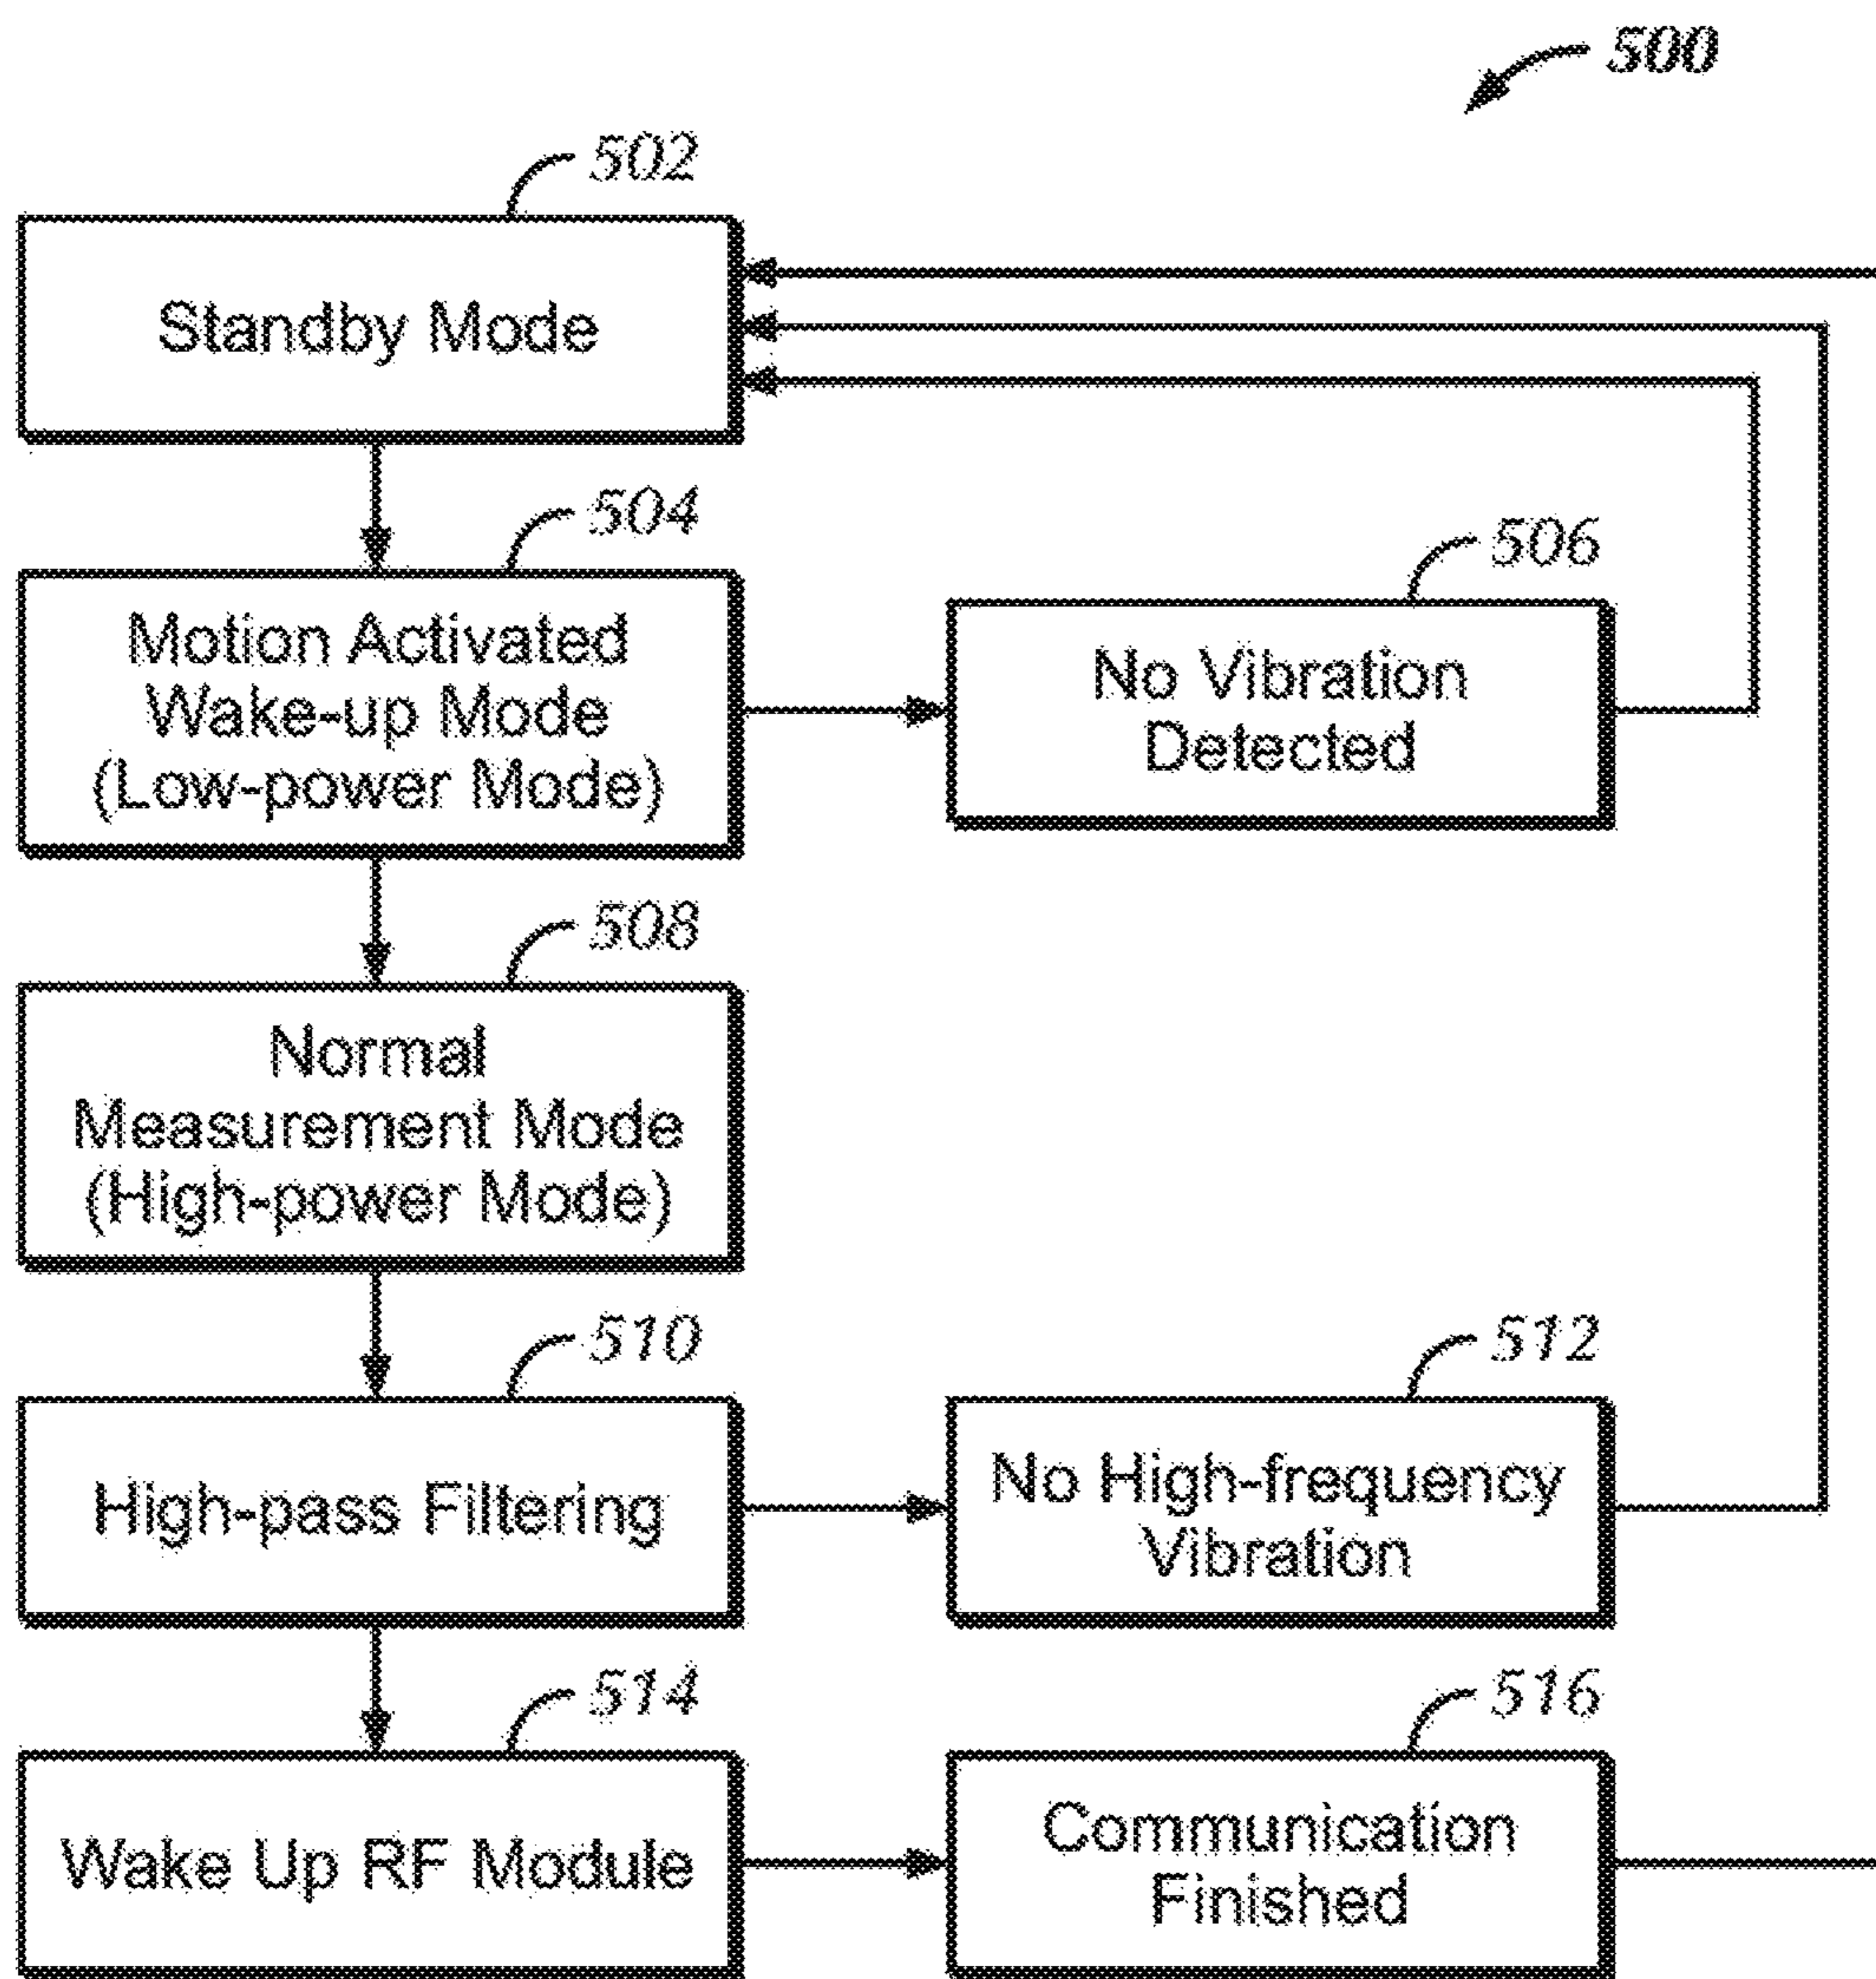 500
502
Standby Mode
504
Motion Activated
Wake-up Mode
(Low-power Mode)
506
No Vibration
Detected
508
Normal
Measurement Mode
(High-power Mode)
510
High-pass Filtering
512
No High-frequency
Vibration
514
Wake Up RF Module
516
Communication
Finished